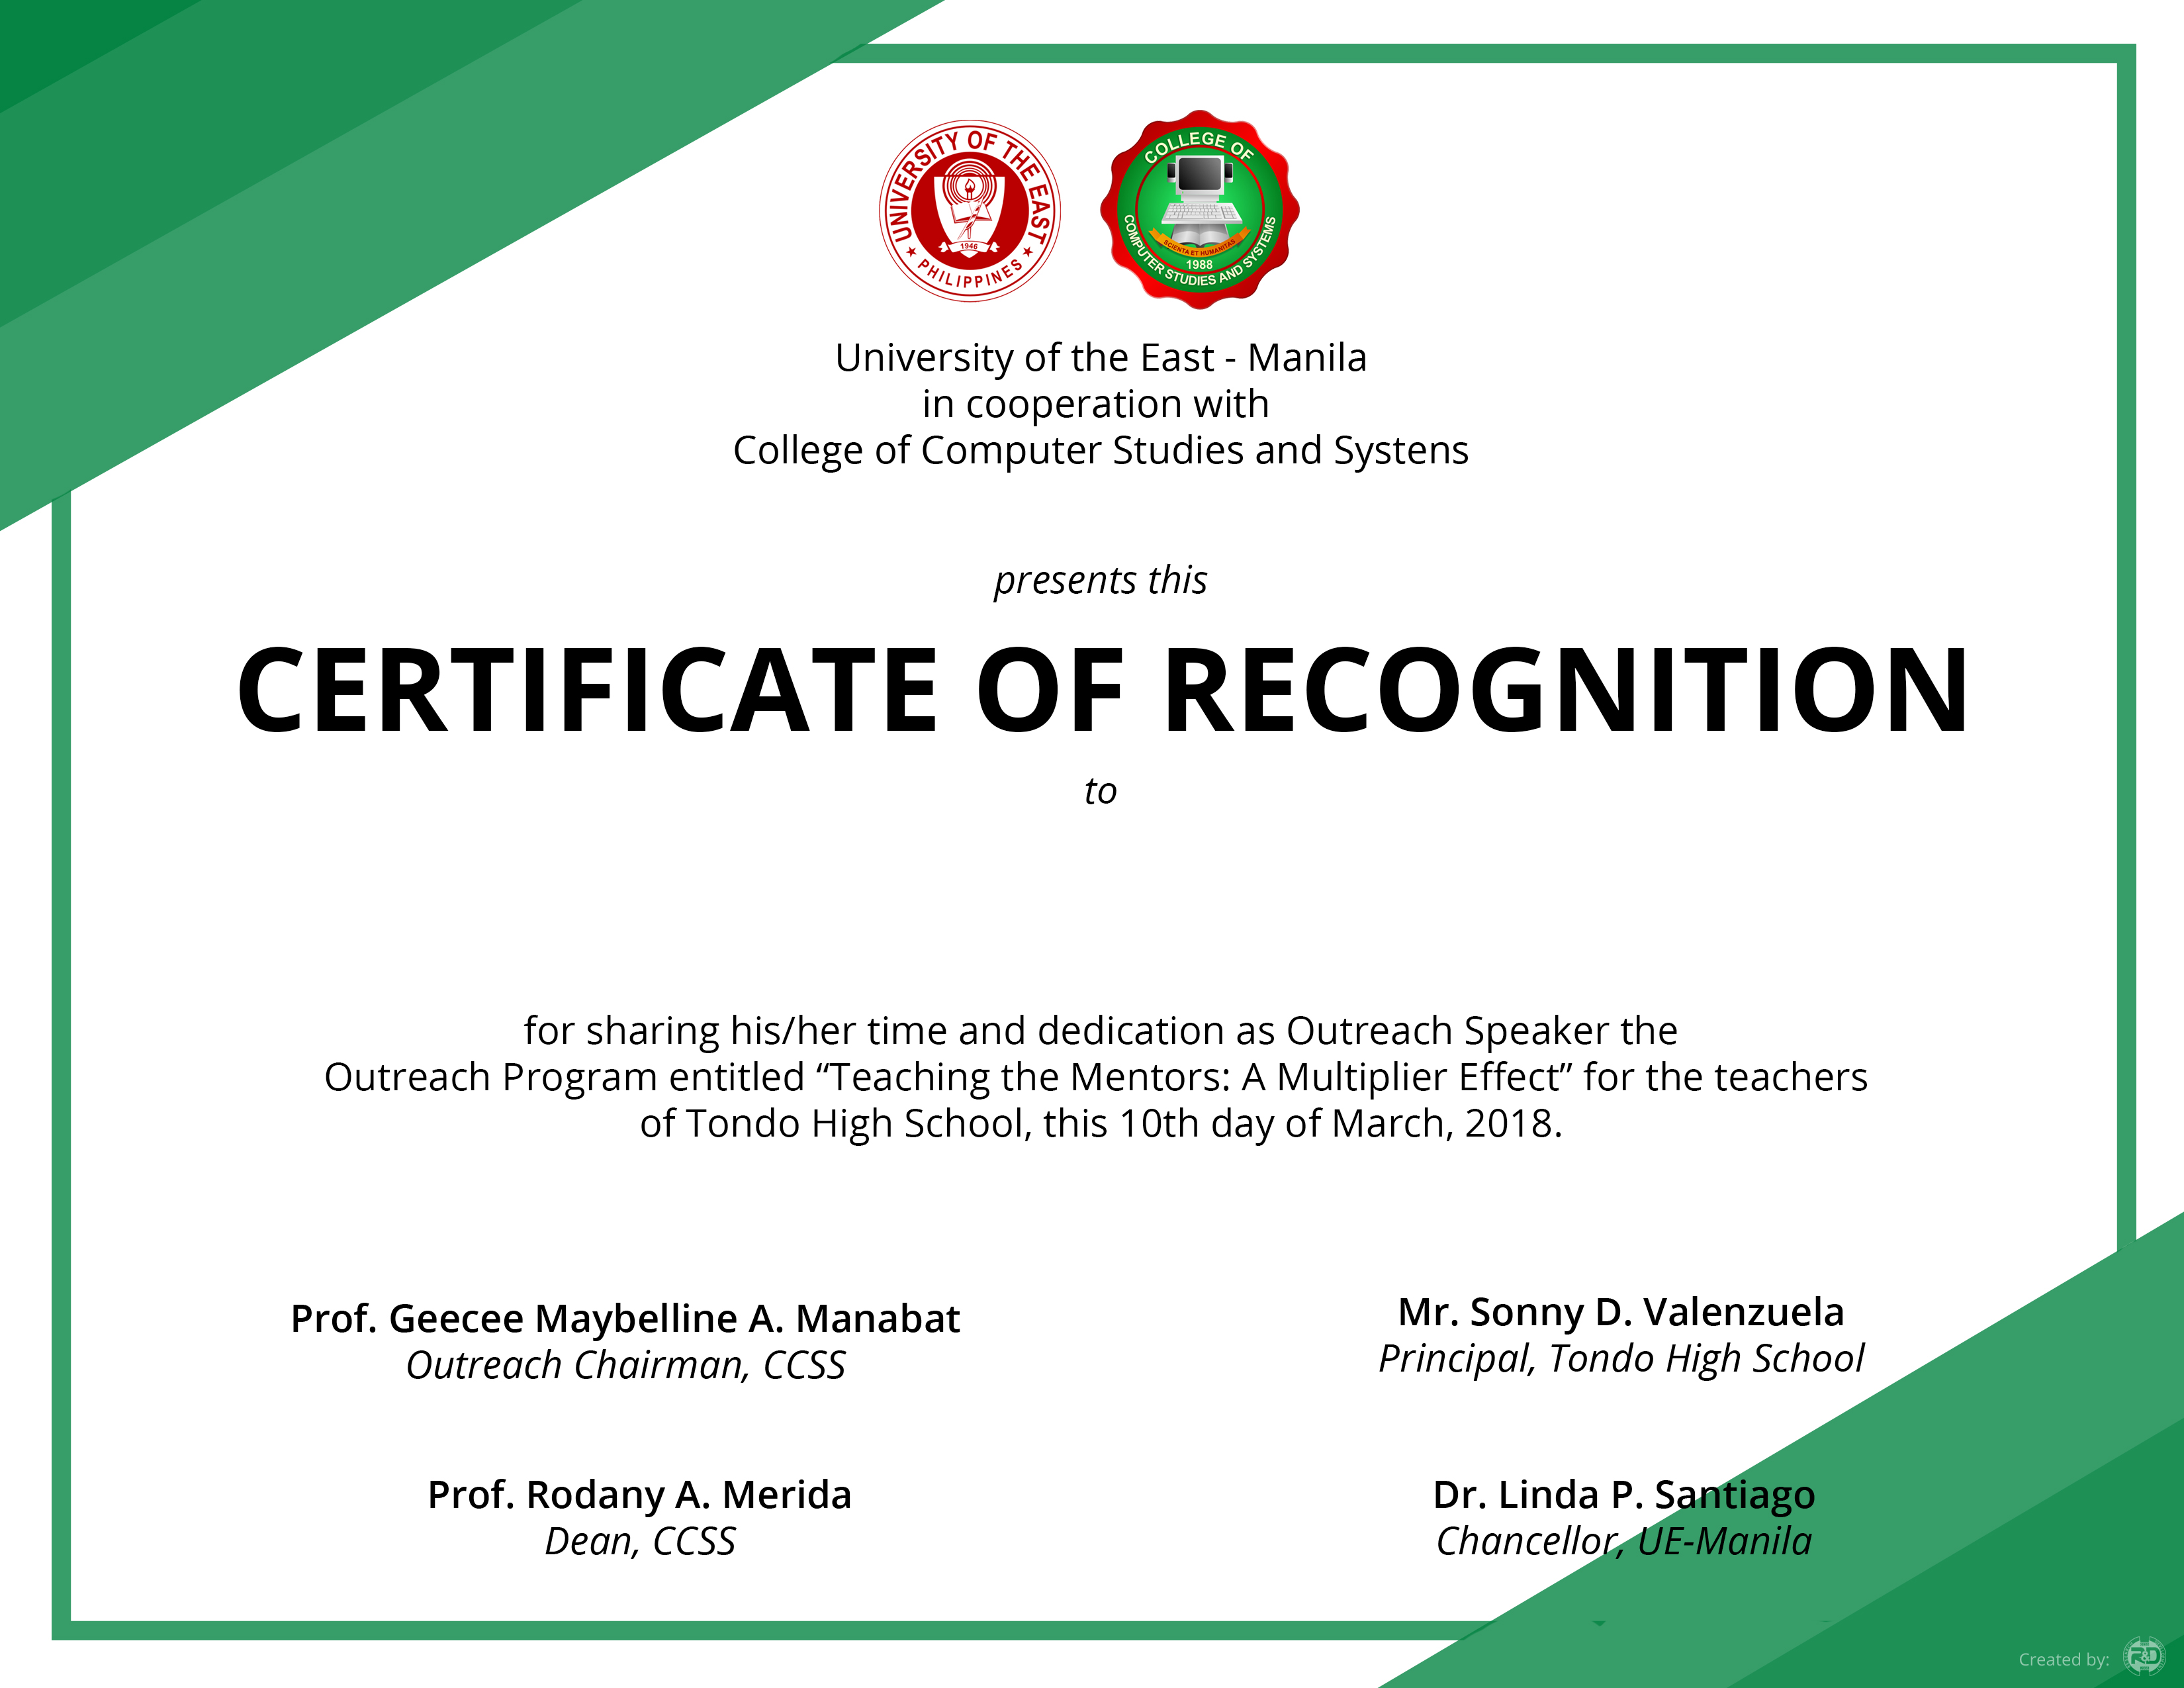 UNIVERSITY OF THE EAST
1946
★ PHILIPPINES ★
COLLEGE OF
SCIENTA ET HUMANITAS
1988
COMPUTER STUDIES AND SYSTEMS
University of the East - Manila
in cooperation with
College of Computer Studies and Systens
presents this
CERTIFICATE OF RECOGNITION
to
for sharing his/her time and dedication as Outreach Speaker the
Outreach Program entitled “Teaching the Mentors: A Multiplier Effect” for the teachers
of Tondo High School, this 10th day of March, 2018.
Prof. Geecee Maybelline A. Manabat
Outreach Chairman, CCSS
Mr. Sonny D. Valenzuela
Principal, Tondo High School
Prof. Rodany A. Merida
Dean, CCSS
Dr. Linda P. Santiago
Chancellor, UE-Manila
Created by:
R&D